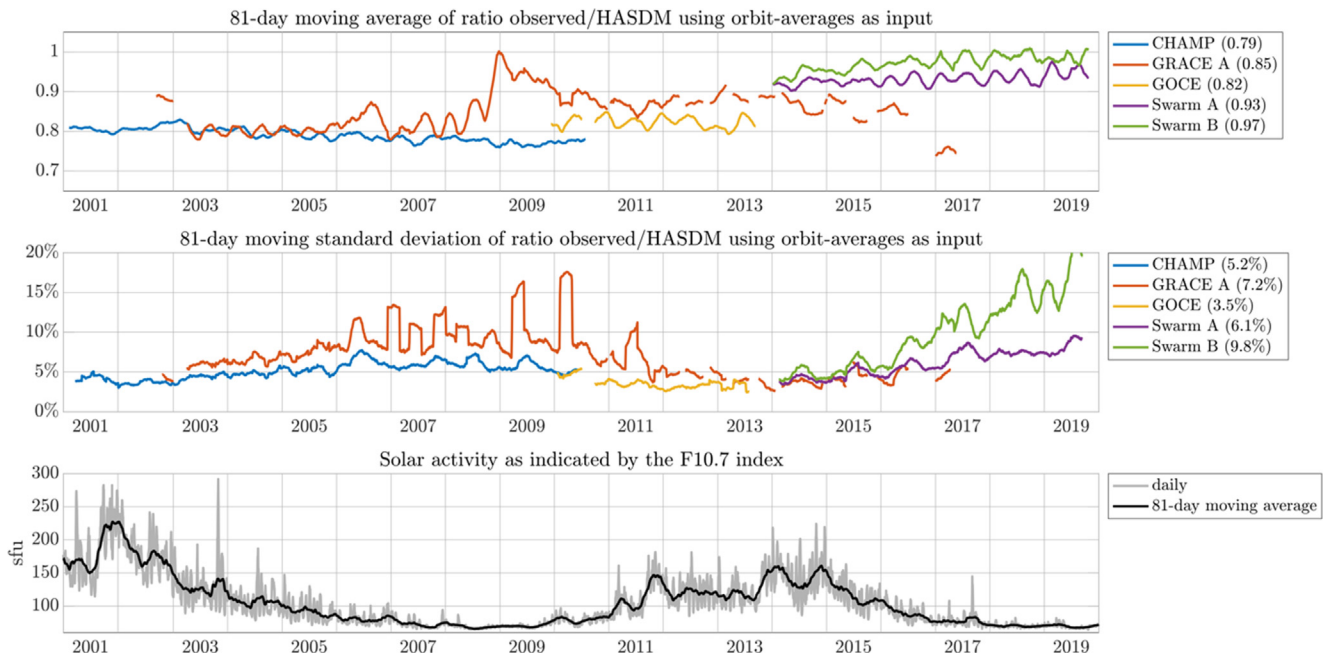 81-day moving average of ratio observed/HASDM using orbit-averages as input
1
0.9
0.8
0.7
2001 2003 2005 2007 2009 2011 2013 2015 2017 2019
CHAMP (0.79)
GRACE A (0.85)
GOCE (0.82)
Swarm A (0.93)
Swarm B (0.97)
81-day moving standard deviation of ratio observed/HASDM using orbit-averages as input
20%
15%
10%
5%
0%
2001 2003 2005 2007 2009 2011 2013 2015 2017 2019
CHAMP (5.2%)
GRACE A (7.2%)
GOCE (3.5%)
Swarm A (6.1%)
Swarm B (9.8%)
Solar activity as indicated by the F10.7 index
sfu
300
250
200
150
100
2001 2003 2005 2007 2009 2011 2013 2015 2017 2019
daily
81-day moving average